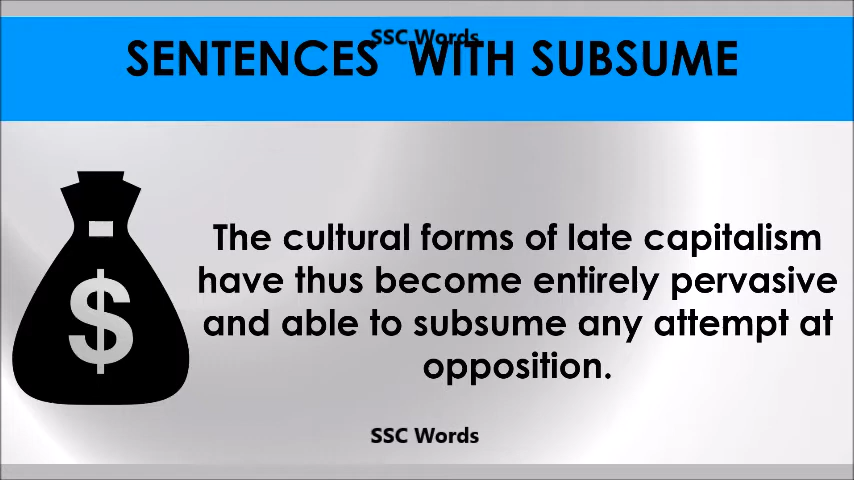 SSC Words
SENTENCES WITH SUBSUME
$
The cultural forms of late capitalism
have thus become entirely pervasive
and able to subsume any attempt at
opposition.
SSC Words